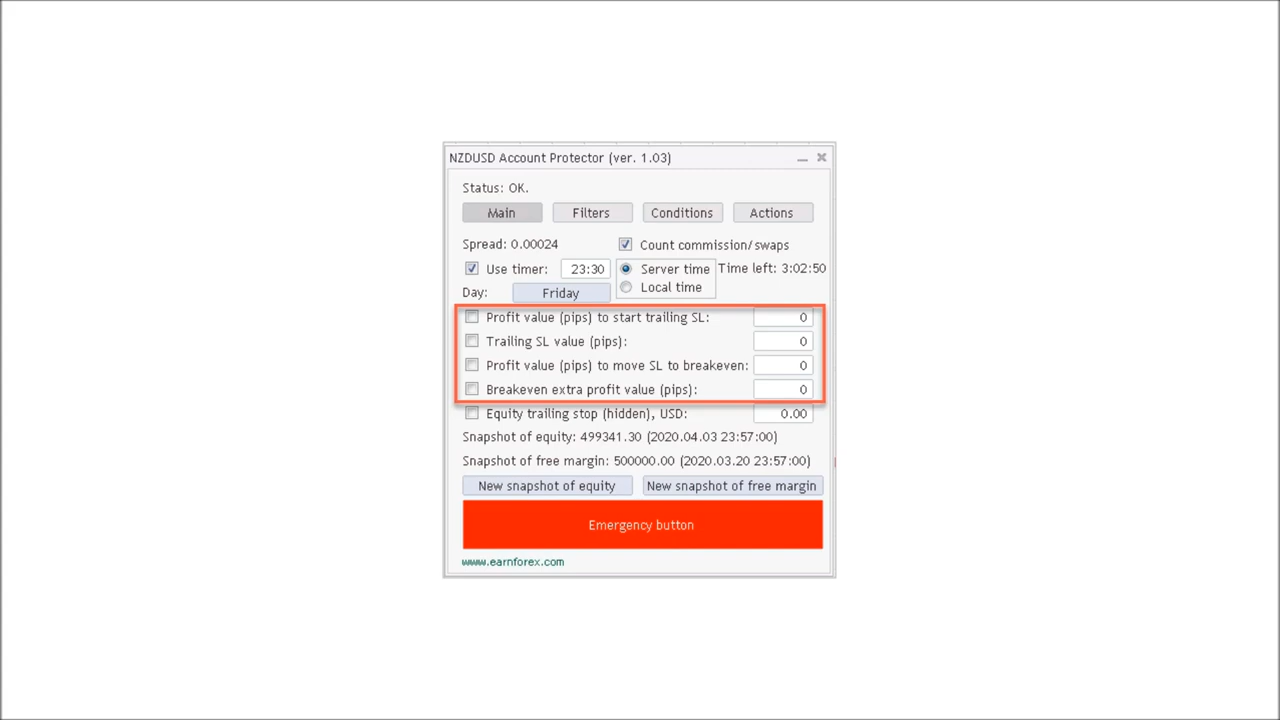 NZDUSD Account Protector (ver. 1.03)
Status: OK.
Main Filters Conditions Actions
Spread: 0.00024 Count commission/swaps
Use timer: 23:30 Server time Time left: 3:02:50
Local time
Day: Friday
Profit value (pips) to start trailing SL: 0
Trailing SL value (pips): 0
Profit value (pips) to move SL to breakeven: 0
Breakeven extra profit value (pips): 0
Equity trailing stop (hidden), USD: 0.00
Snapshot of equity: 499341.30 (2020.04.03 23:57:00)
Snapshot of free margin: 500000.00 (2020.03.20 23:57:00)
New snapshot of equity New snapshot of free margin
Emergency button
www.earnforex.com